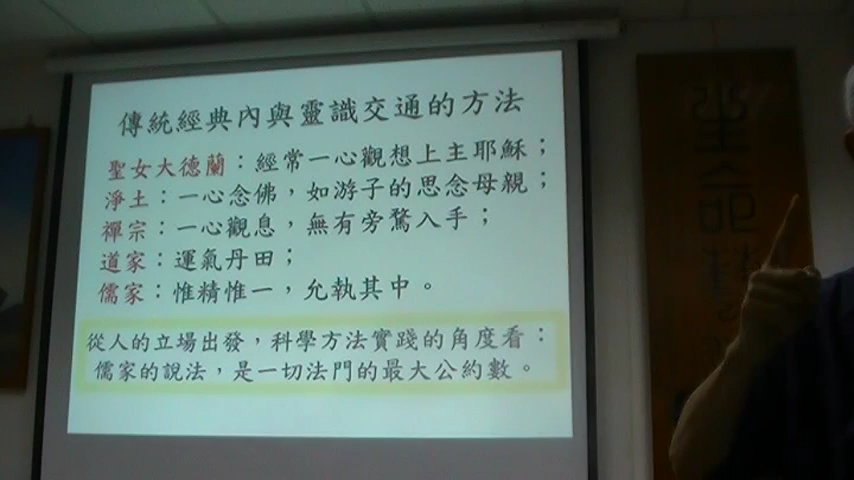 傳統經典內與靈識交通的方法
聖女大德蘭：經常一心觀想上主耶穌；
淨土：一心念佛，如游子的思念母親；
禪宗：一心觀息，無有旁騖入手；
道家：運氣丹田；
儒家：惟精惟一，允執其中。
從人的立場出發，科學方法實踐的角度看：
儒家的說法，是一切法門的最大公約數。